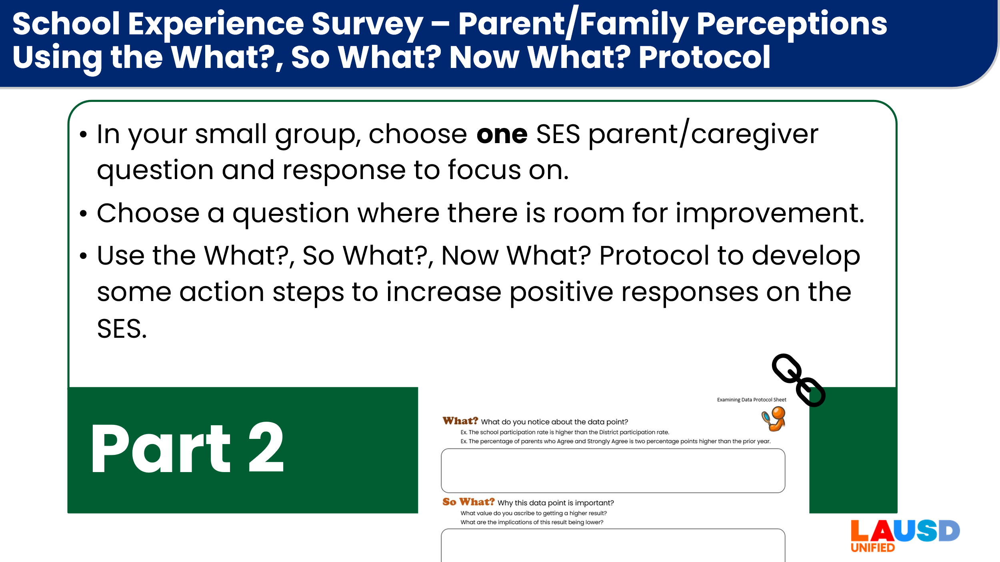 School Experience Survey – Parent/Family Perceptions
Using the What?, So What? Now What? Protocol
• In your small group, choose one SES parent/caregiver
question and response to focus on.
• Choose a question where there is room for improvement.
• Use the What?, So What?, Now What? Protocol to develop
some action steps to increase positive responses on the
SES.
Part 2
Examining Data Protocol Sheet
What? What do you notice about the data point?
Ex. The school participation rate is higher than the District participation rate.
Ex. The percentage of parents who Agree and Strongly Agree is two percentage points higher than the prior year.
So What? Why this data point is important?
What value do you ascribe to getting a higher result?
What are the implications of this result being lower?
LAUSD
UNIFIED